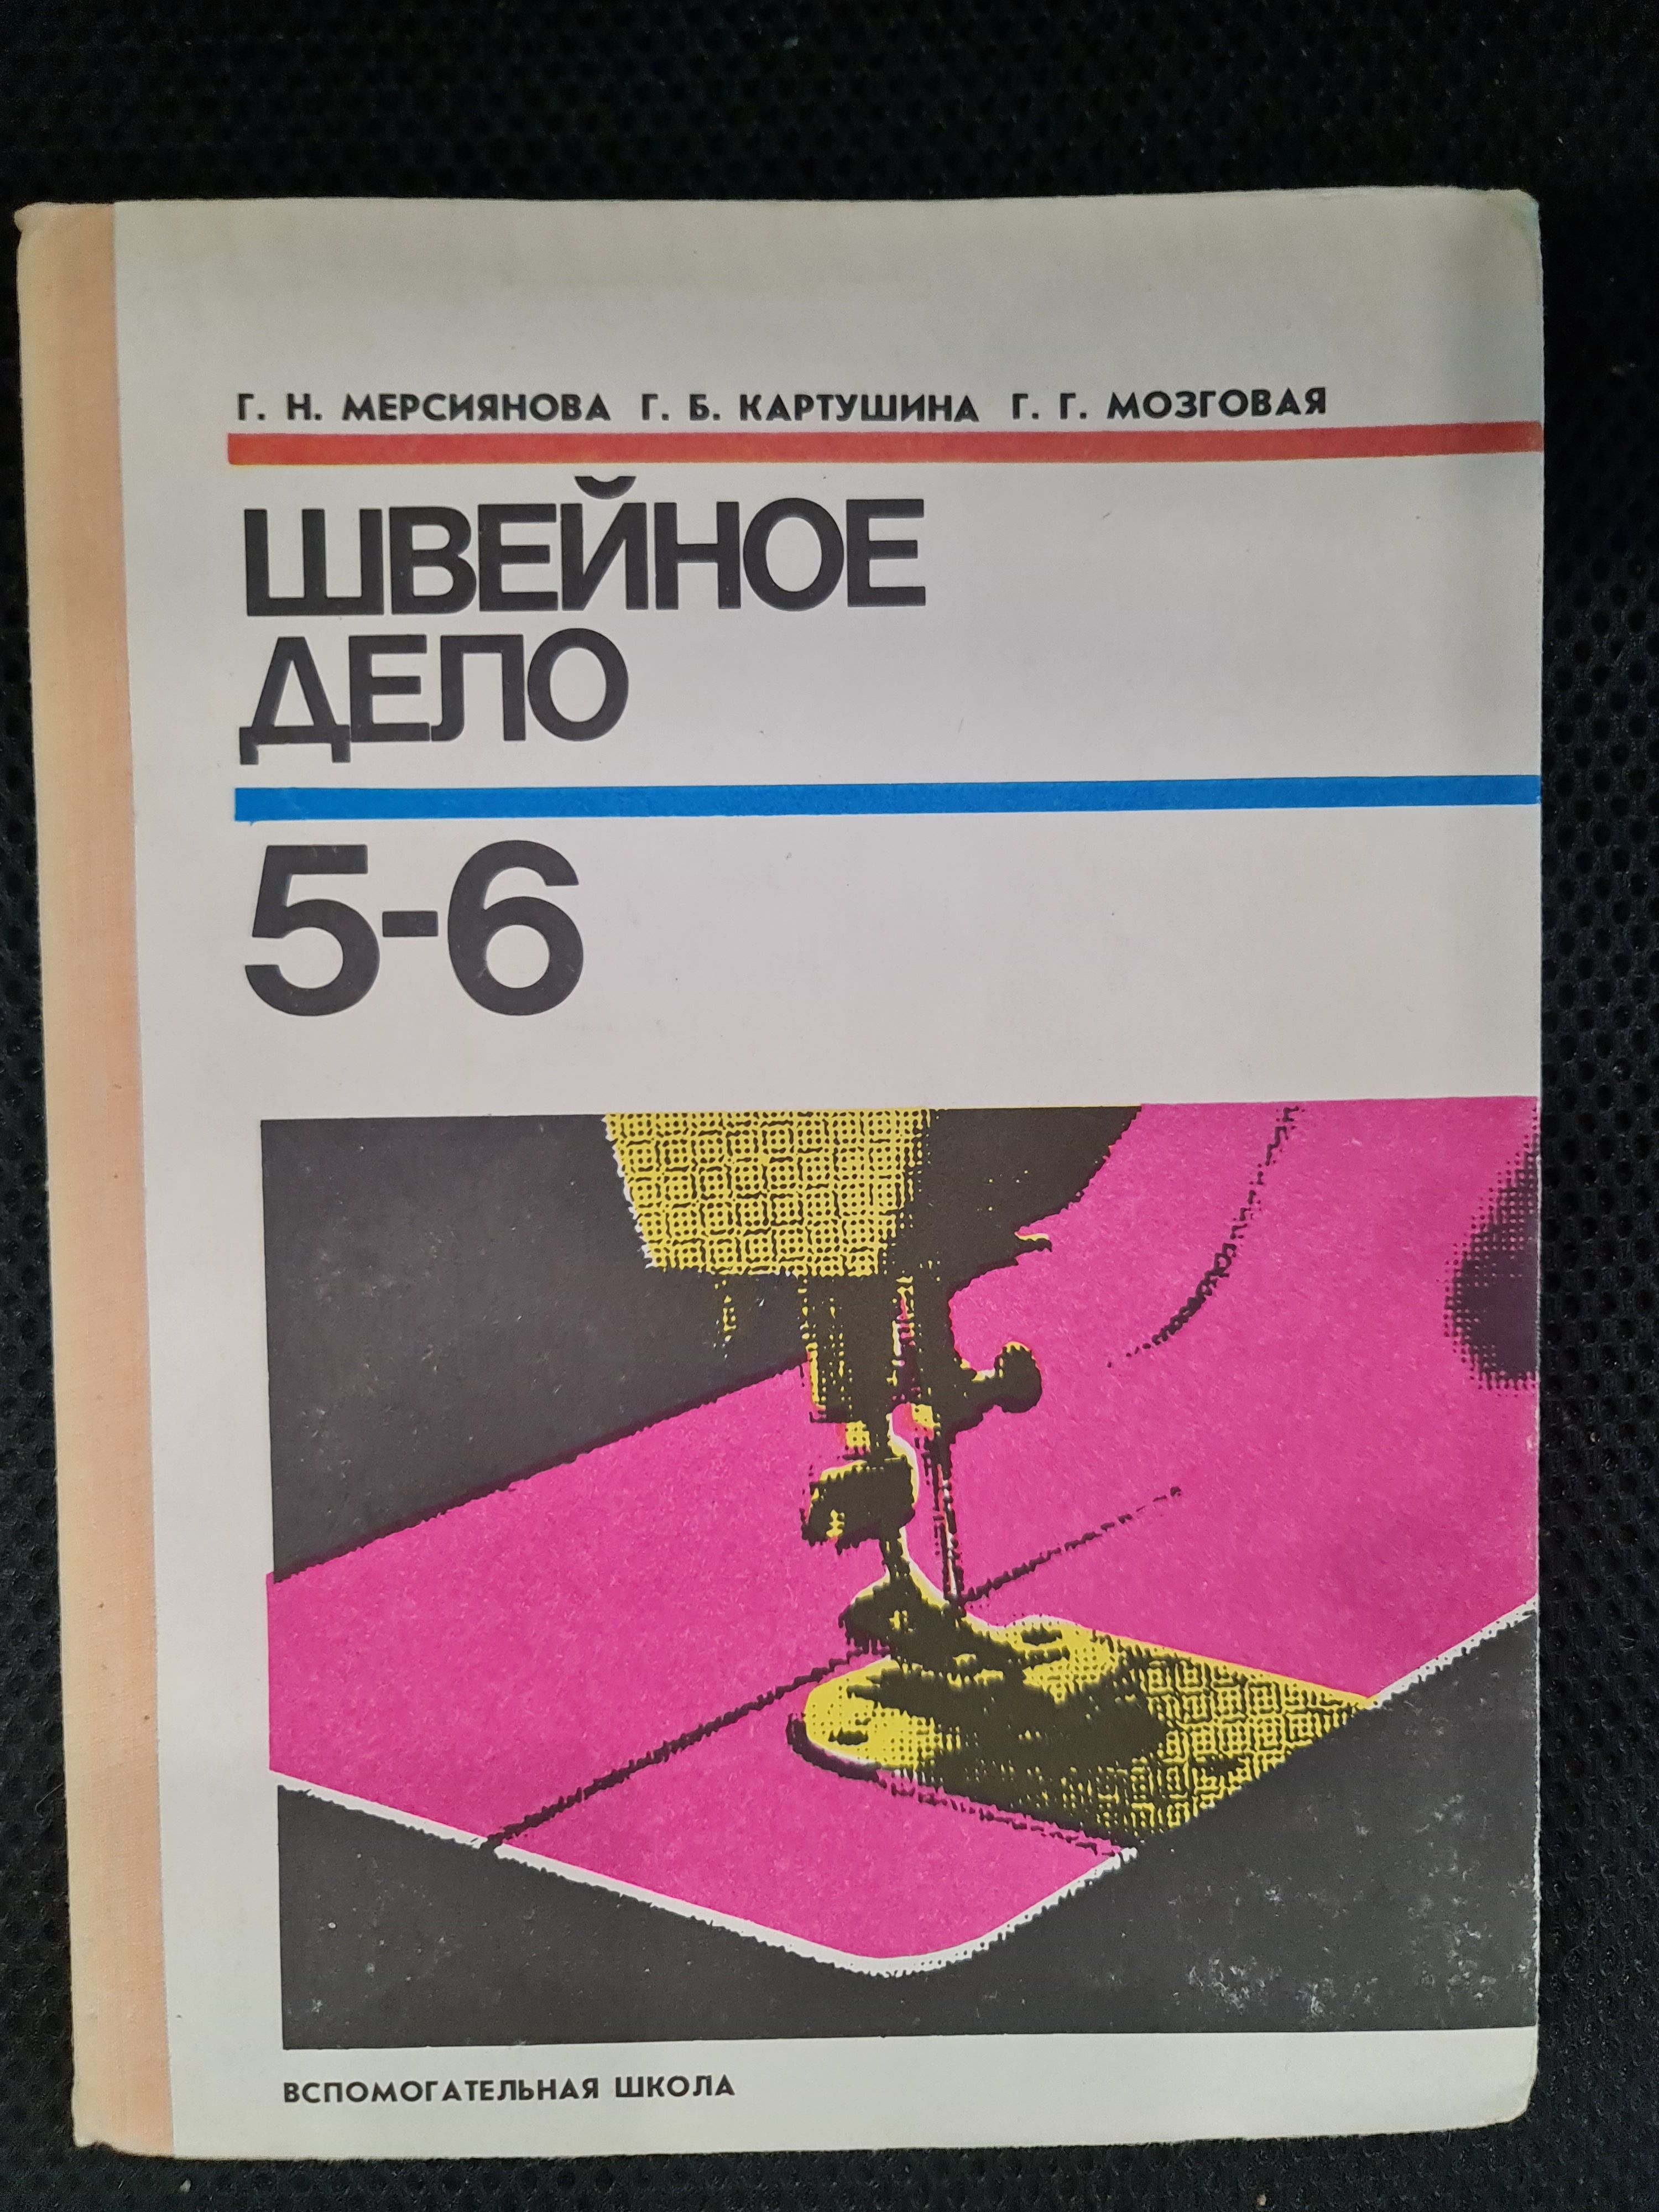 Г. Н. МЕРСИЯНОВА Г. Б. КАРТУШИНА Г. Г. МОЗГОВАЯ
ШВЕЙНОЕ
ДЕЛО
5-6
ВСПОМОГАТЕЛЬНАЯ ШКОЛА